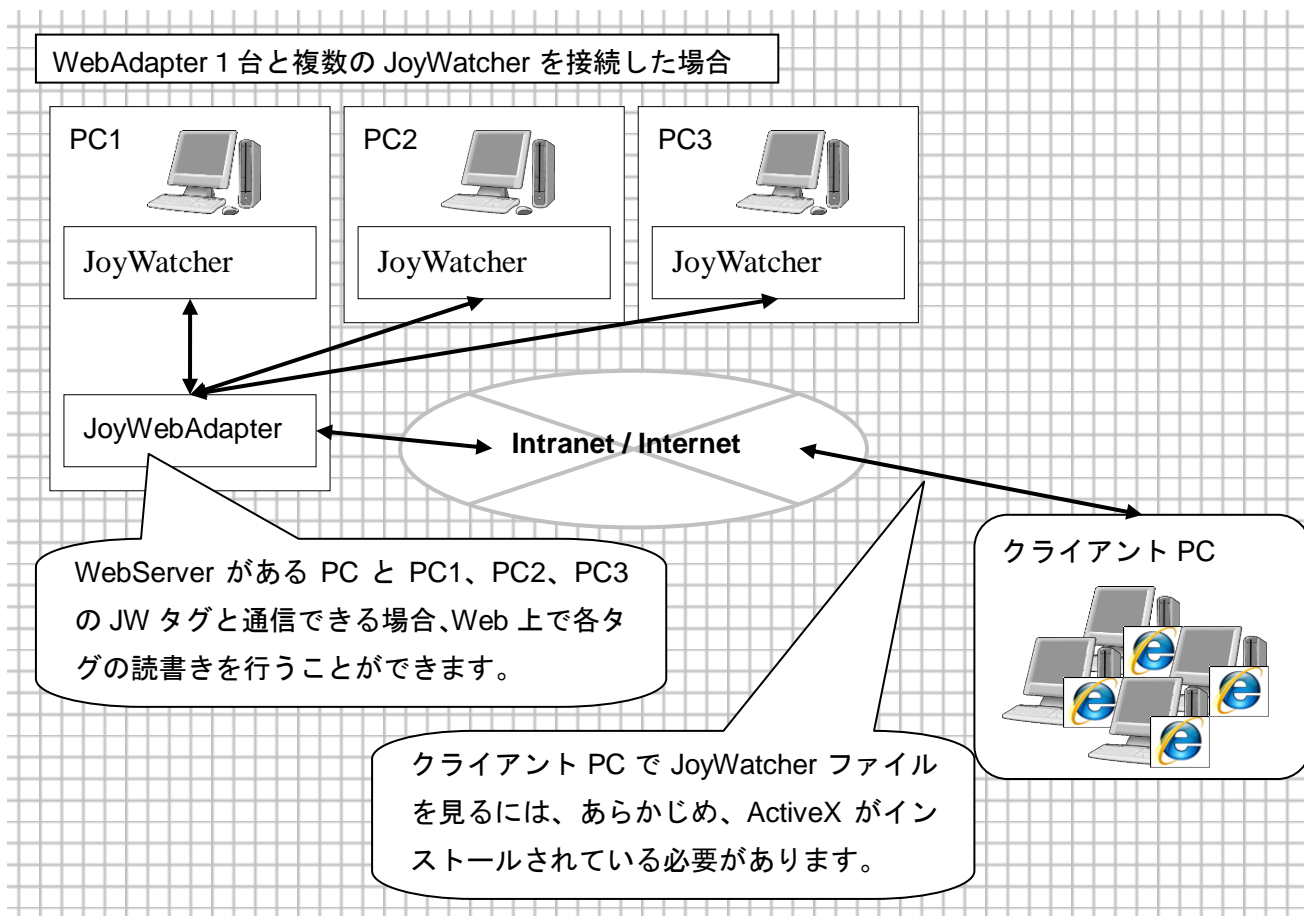 WebAdapter 1 台と複数の JoyWatcher を接続した場合
PC1
PC2
PC3
JoyWatcher
JoyWatcher
JoyWatcher
JoyWebAdapter
Intranet / Internet
WebServer がある PC と PC1、PC2、PC3
の JW タグと通信できる場合、Web 上で各タ
グの読書きを行うことができます。
クライアント PC
クライアント PC で JoyWatcher ファイル
を見るには、あらかじめ、ActiveX がイン
ストールされている必要があります。